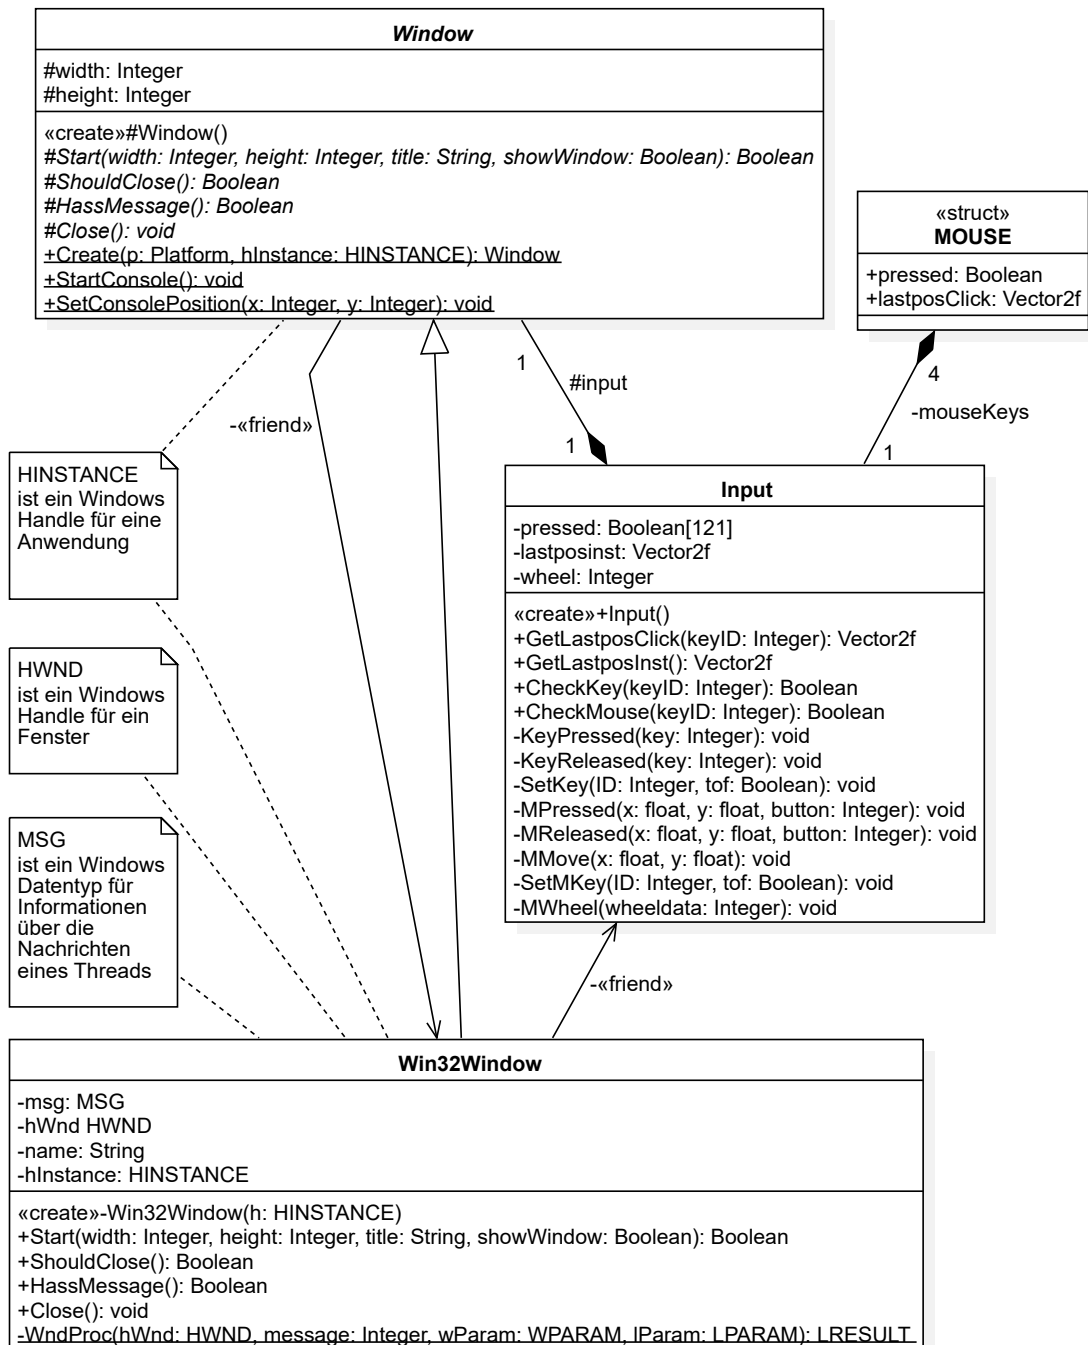 Window
#width: Integer
#height: Integer
«create»#Window()
#Start(width: Integer, height: Integer, title: String, showWindow: Boolean): Boolean
#ShouldClose(): Boolean
#HassMessage(): Boolean
#Close(): void
+Create(p: Platform, hInstance: HINSTANCE): Window
+StartConsole(): void
+SetConsolePosition(x: Integer, y: Integer): void
«struct»
MOUSE
+pressed: Boolean
+lastposClick: Vector2f
1
#input
1
4
-mouseKeys
1
-«friend»
HINSTANCE
ist ein Windows
Handle für eine
Anwendung
HWND
ist ein Windows
Handle für ein
Fenster
MSG
ist ein Windows
Datentyp für
Informationen
über die
Nachrichten
eines Threads
Input
-pressed: Boolean[121]
-lastposinst: Vector2f
-wheel: Integer
«create»+Input()
+GetLastposClick(keyID: Integer): Vector2f
+GetLastposInst(): Vector2f
+CheckKey(keyID: Integer): Boolean
+CheckMouse(keyID: Integer): Boolean
-KeyPressed(key: Integer): void
-KeyReleased(key: Integer): void
-SetKey(ID: Integer, tof: Boolean): void
-MPressed(x: float, y: float, button: Integer): void
-MReleased(x: float, y: float, button: Integer): void
-MMove(x: float, y: float): void
-SetMKey(ID: Integer, tof: Boolean): void
-MWheel(wheeldata: Integer): void
-«friend»
Win32Window
-msg: MSG
-hWnd HWND
-name: String
-hInstance: HINSTANCE
«create»-Win32Window(h: HINSTANCE)
+Start(width: Integer, height: Integer, title: String, showWindow: Boolean): Boolean
+ShouldClose(): Boolean
+HassMessage(): Boolean
+Close(): void
-WndProc(hWnd: HWND, message: Integer, wParam: WPARAM, lParam: LPARAM): LRESULT